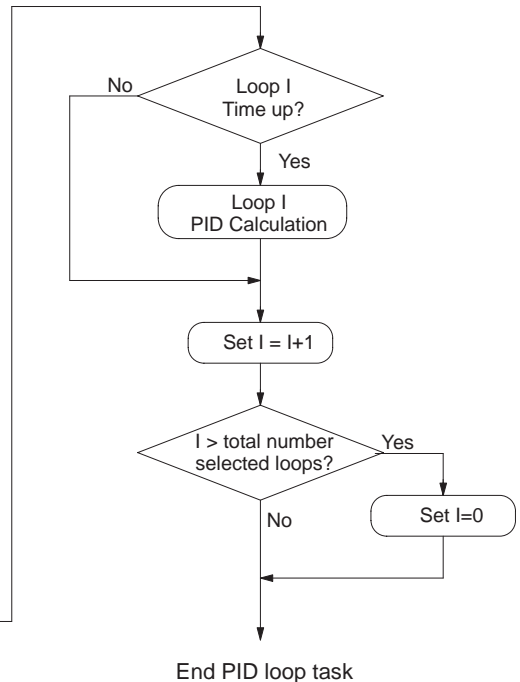 Loop I
Time up?
No
Yes
Loop I
PID Calculation
Set I = I+1
I > total number
selected loops?
Yes
No
Set I=0
End PID loop task